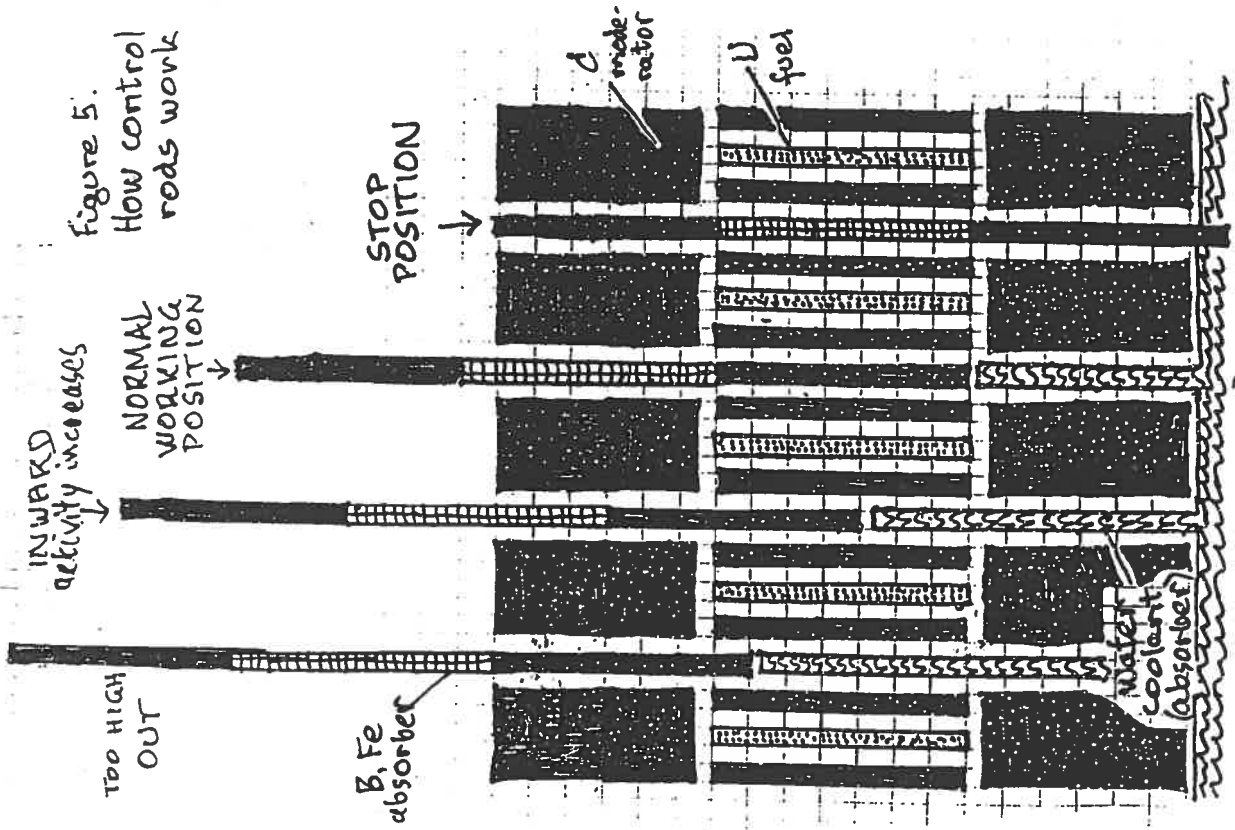 Figure 5.
How control
rods work
TOO HIGH
OUT
INWARD
activity increases
NORMAL
WORKING
POSITION
STOP
POSITION
B, Fe
absorber
C
mode-
rator
U
fuel
Water
coolant
(absorber)